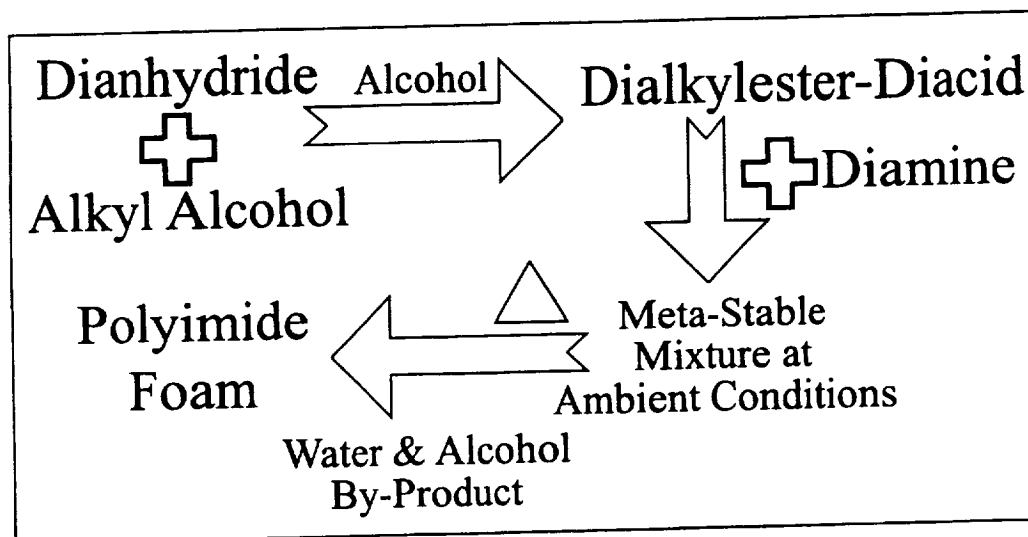 Dianhydride
Alkyl Alcohol
Alcohol
Dialkylester-Diacid
Diamine
Meta-Stable
Mixture at
Ambient Conditions
Polyimide
Foam
Water & Alcohol
By-Product